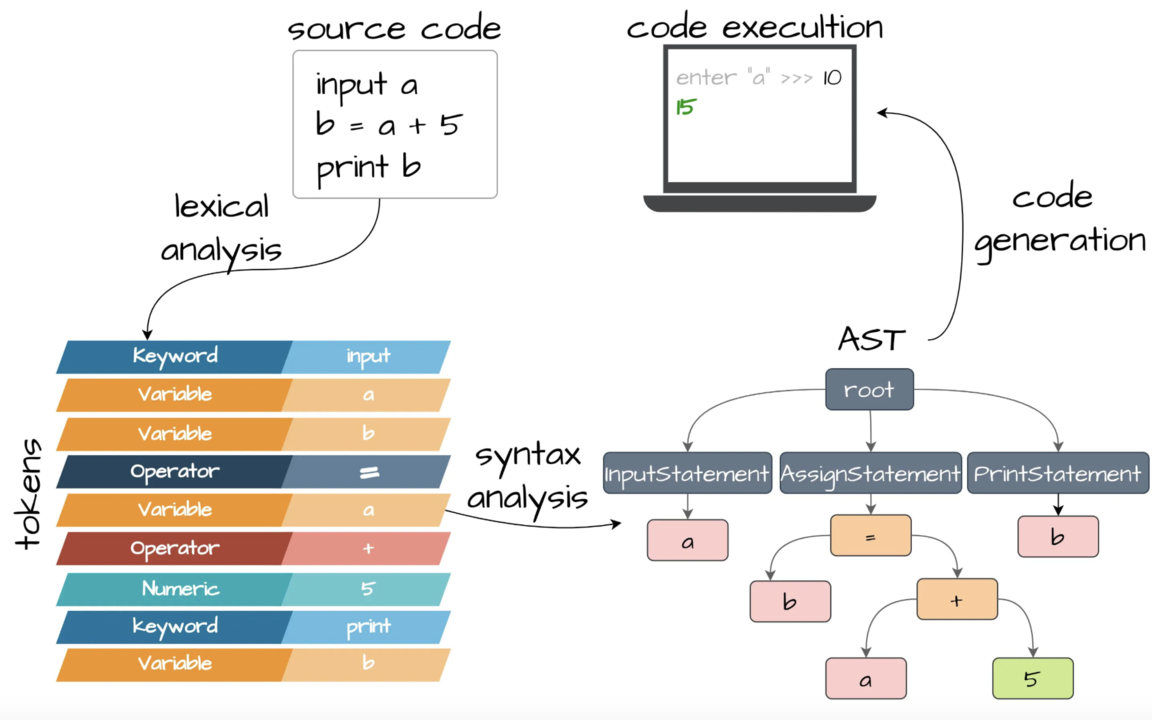 source code
input a
b = a + 5
print b
code execultion
enter "a" >>> 10
15
lexical
analysis
code
generation
tokens
Keyword input
Variable a
Variable b
Operator =
Variable a
Operator +
Numeric 5
Keyword print
Variable b
syntax
analysis
AST
root
InputStatement AssignStatement PrintStatement
a = b
b +
a 5